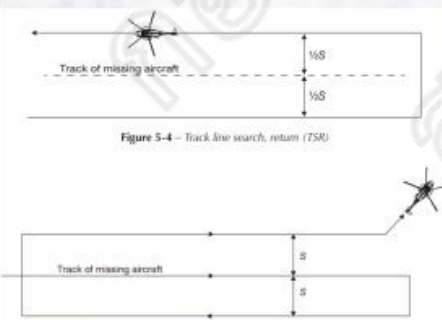 ½S
Track of missing aircraft
½S
Figure 5-4 – Track line search, return (TSR)
S
Track of missing aircraft
S